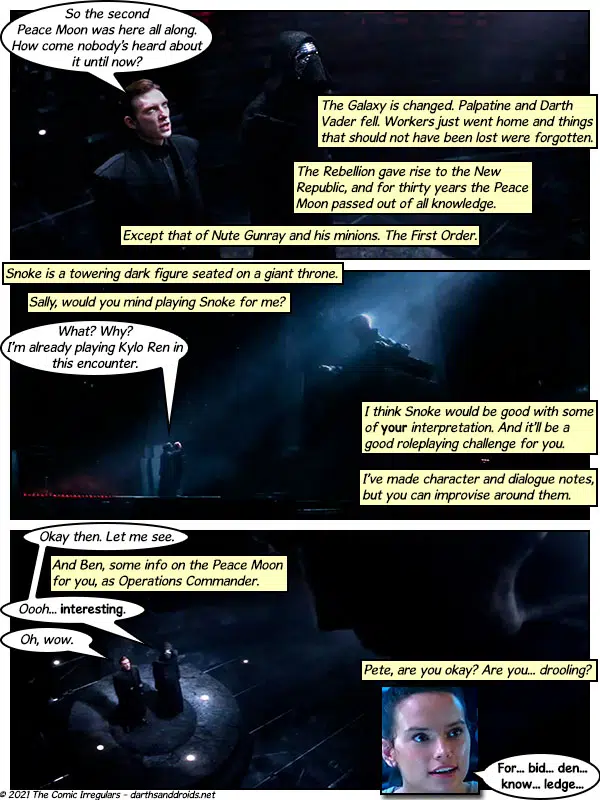 So the second
Peace Moon was here all along.
How come nobody's heard about
it until now?
The Galaxy is changed. Palpatine and Darth
Vader fell. Workers just went home and things
that should not have been lost were forgotten.
The Rebellion gave rise to the New
Republic, and for thirty years the Peace
Moon passed out of all knowledge.
Except that of Nute Gunray and his minions. The First Order.
Snoke is a towering dark figure seated on a giant throne.
Sally, would you mind playing Snoke for me?
What? Why?
I'm already playing Kylo Ren in
this encounter.
I think Snoke would be good with some
of your interpretation. And it'll be a
good roleplaying challenge for you.
I've made character and dialogue notes,
but you can improvise around them.
Okay then. Let me see.
And Ben, some info on the Peace Moon
for you, as Operations Commander.
Oooh... interesting.
Oh, wow.
Pete, are you okay? Are you... drooling?
For... bid... den...
know... ledge...
© 2021 The Comic Irregulars - darthsanddroids.net